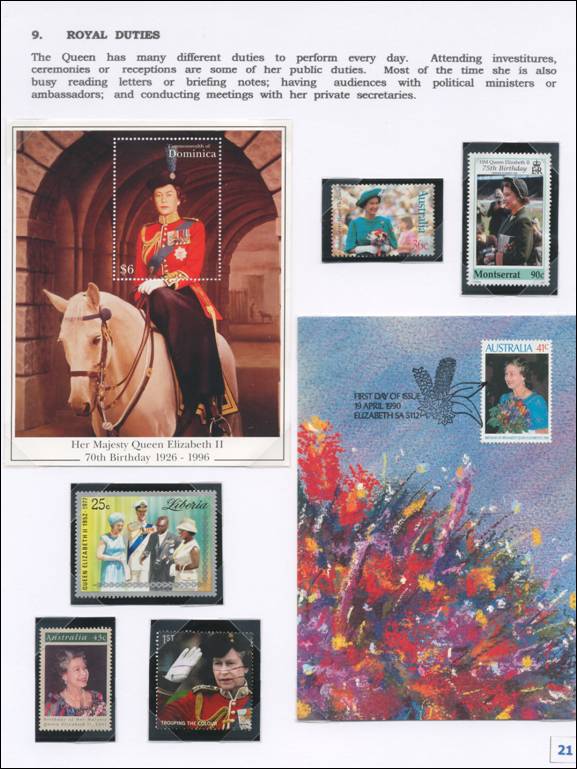 9. ROYAL DUTIES
The Queen has many different duties to perform every day. Attending investitures,
ceremonies or receptions are some of her public duties. Most of the time she is also
busy reading letters or briefing notes; having audiences with political ministers or
ambassadors; and conducting meetings with her private secretaries.
Commonwealth of
Dominica
$6
Her Majesty Queen Elizabeth II
70th Birthday 1926 - 1996
Australia
36c
HM Queen Elizabeth II
75th Birthday
ER
Montserrat 90c
AUSTRALIA 41c
FIRST DAY OF ISSUE
19 APRIL 1990
ELIZABETH SA 5112
25c
Liberia
QUEEN ELIZABETH II 1952-1977
Australia 43c
Birthday of Her Majesty
Queen Elizabeth II,
1ST
TROUPING THE COLOUR
21